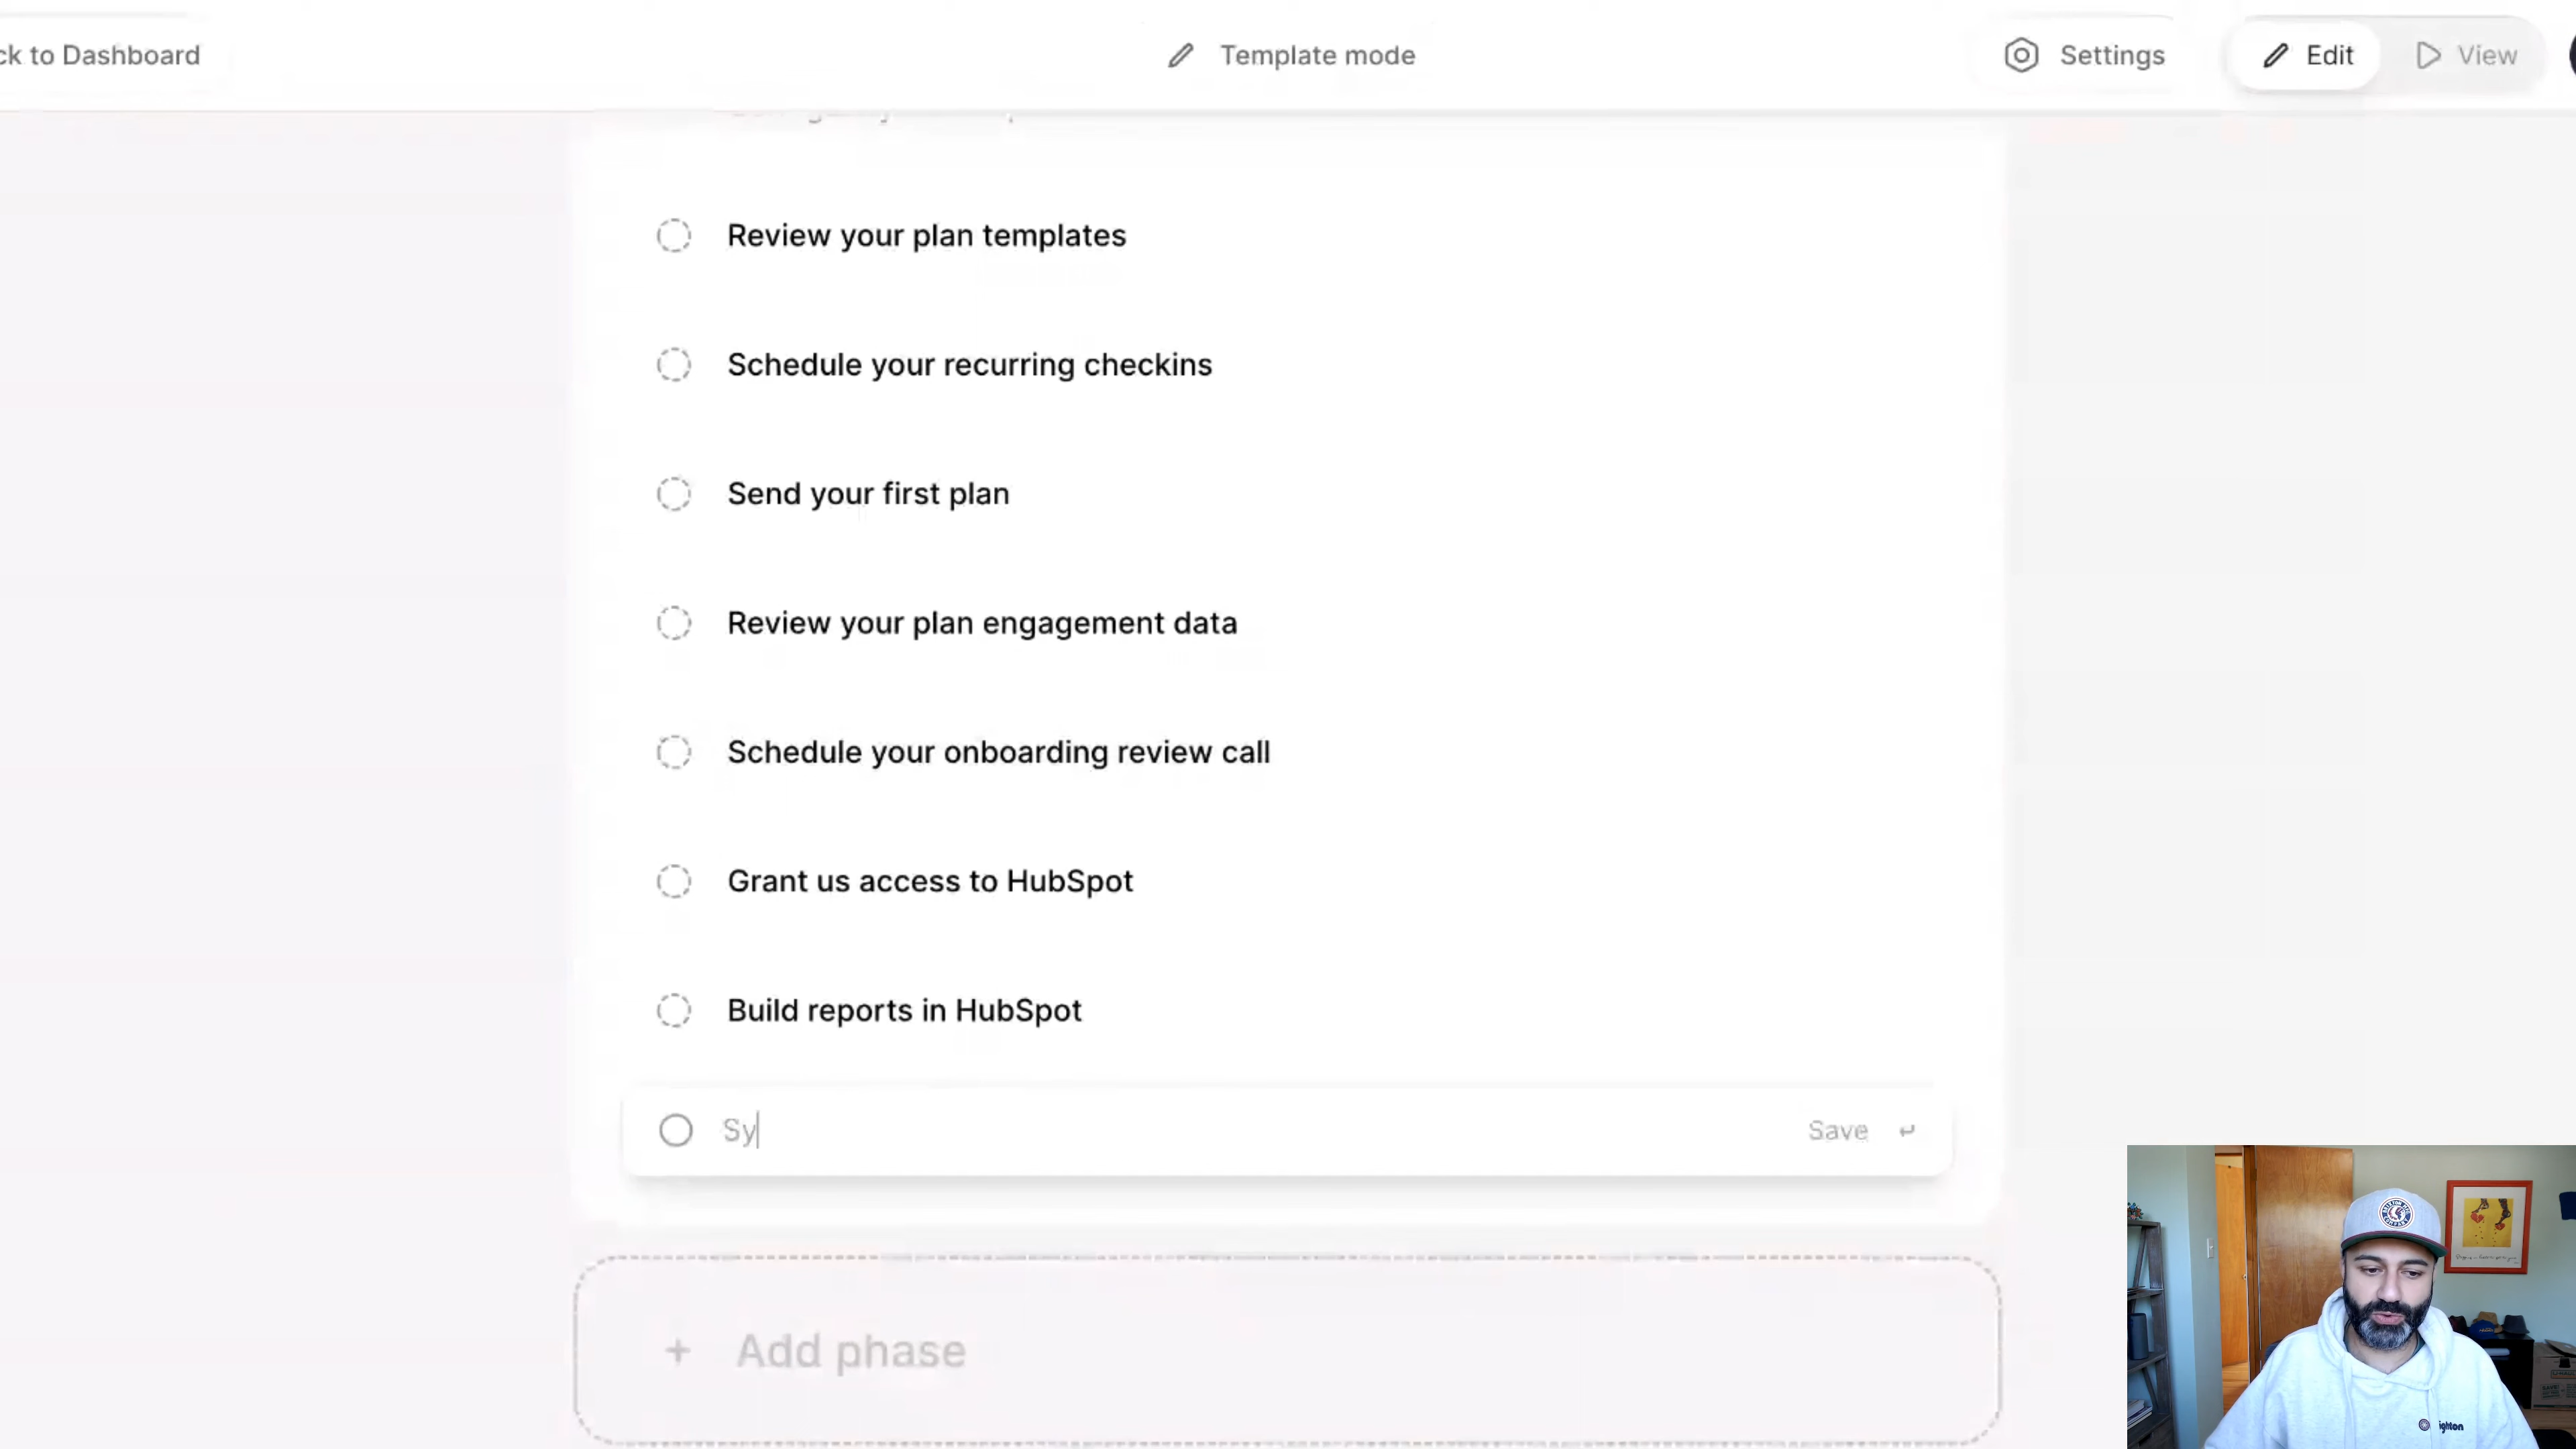 ck to Dashboard
Template mode
Settings
Edit
View
Review your plan templates
Schedule your recurring checkins
Send your first plan
Review your plan engagement data
Schedule your onboarding review call
Grant us access to HubSpot
Build reports in HubSpot
Sy
Save
+ Add phase
ighton